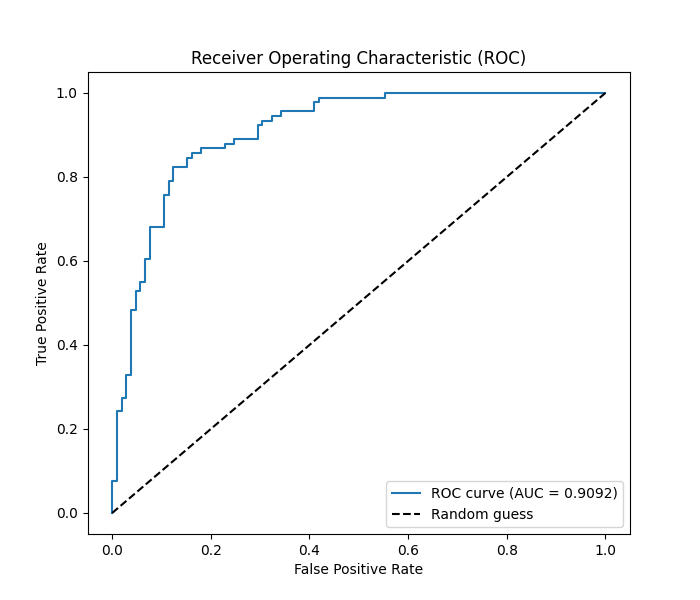 Receiver Operating Characteristic (ROC)
True Positive Rate
1.0
0.8
0.6
0.4
0.2
0.0
ROC curve (AUC = 0.9092)
Random guess
0.0 0.2 0.4 0.6 0.8 1.0
False Positive Rate